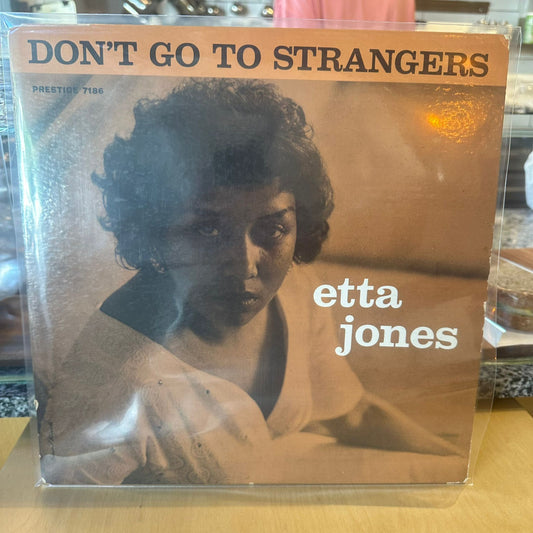 DON'T GO TO STRANGERS
PRESTIGE 7186
etta
jones